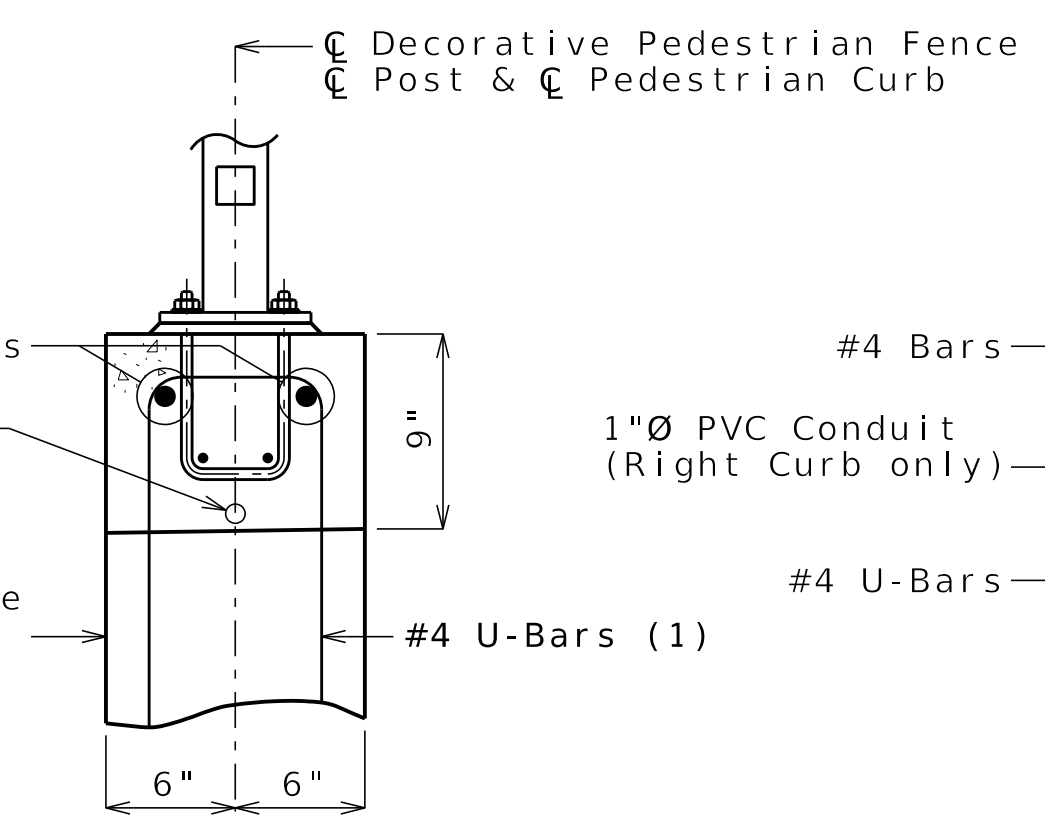 ℄ Decorative Pedestrian Fence
℄ Post & ℄ Pedestrian Curb
s
#4 Bars
9"
1"Ø PVC Conduit
(Right Curb only)
#4 U-Bars
e
#4 U-Bars (1)
6" 6"